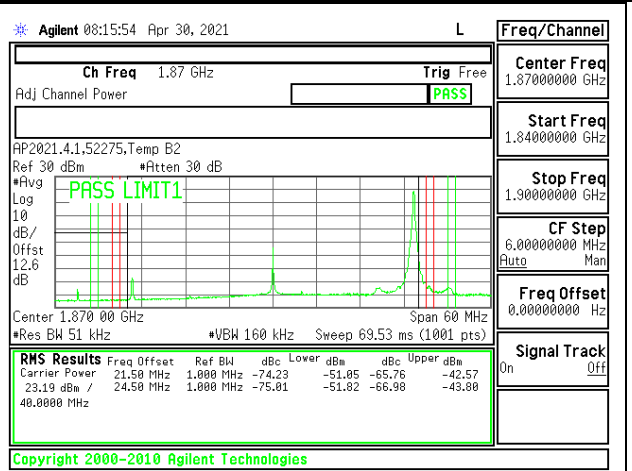 Agilent 08:15:54 Apr 30, 2021 L
Freq/Channel
Ch Freq 1.87 GHz Trig Free
Adj Channel Power PASS
Center Freq
1.87000000 GHz
Start Freq
1.84000000 GHz
Stop Freq
1.90000000 GHz
CF Step
6.00000000 MHz
Auto Man
Freq Offset
0.00000000 Hz
Signal Track
On Off
AP2021.4.1,52275,Temp B2
Ref 30 dBm #Atten 30 dB
#Avg
Log
10
dB/
Offst
12.6
dB
PASS LIMIT1
Center 1.870 00 GHz Span 60 MHz
#Res BW 51 kHz #VBW 160 kHz Sweep 69.53 ms (1001 pts)
RMS Results Freq Offset Ref BW dBc Lower dBm dBc Upper dBm
Carrier Power 21.50 MHz 1.000 MHz -74.23 -51.05 -65.76 -42.57
23.19 dBm / 24.50 MHz 1.000 MHz -75.01 -51.82 -66.98 -43.80
40.0000 MHz
Copyright 2000-2010 Agilent Technologies